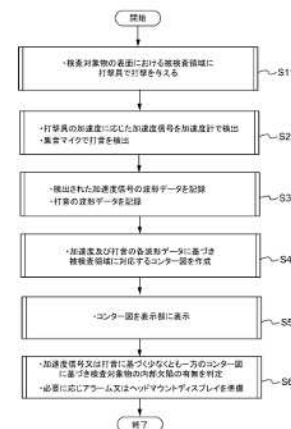 開始
・検査対象物の表面における被検査領域に
打撃具で打撃を与える
S1
・打撃具の加速度に応じた加速度信号を加速度計で検出
・集音マイクで打音を検出
S2
・検出された加速度信号の波形データを記録
・打音の波形データを記録
S3
・加速度及び打音の各波形データに基づき
被検査領域に対応するコンター図を作成
S4
・コンター図を表示部に表示
S5
・加速度信号又は打音に基づく少なくとも一方のコンター図
に基づき検査対象物の内部欠陥の有無を判定
・必要に応じアラーム又はヘッドマウントディスプレイを準備
S6
終了